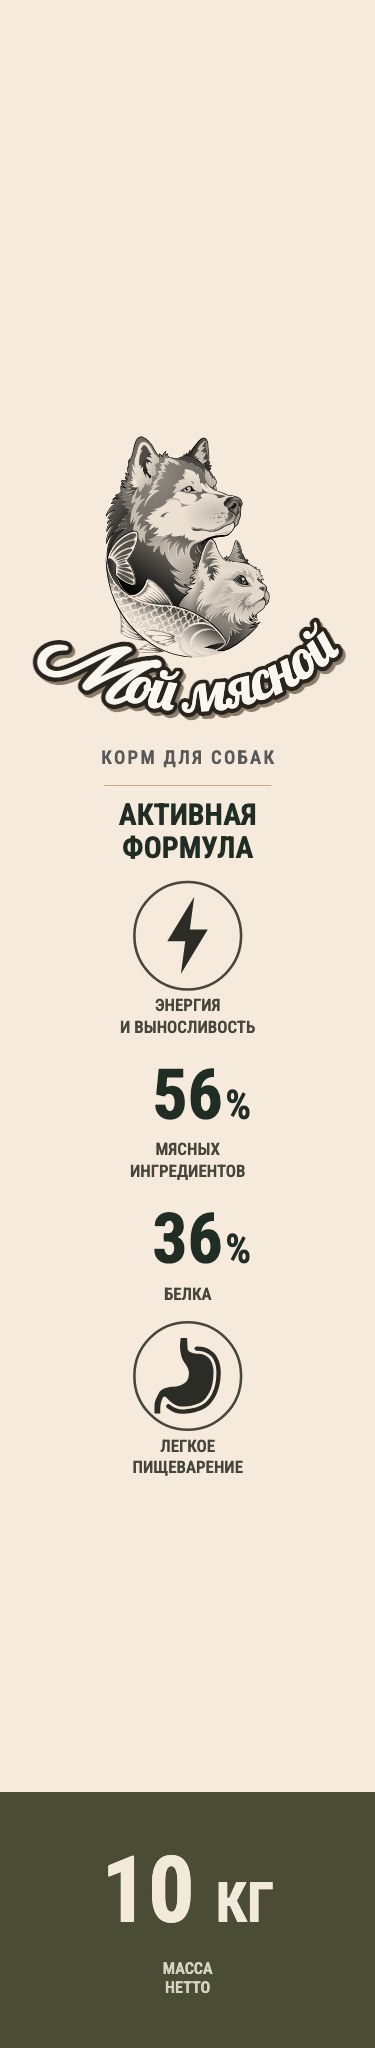 Мой мясной
КОРМ ДЛЯ СОБАК
АКТИВНАЯ
ФОРМУЛА
ЭНЕРГИЯ
И ВЫНОСЛИВОСТЬ
56%
МЯСНЫХ
ИНГРЕДИЕНТОВ
36%
БЕЛКА
ЛЕГКОЕ
ПИЩЕВАРЕНИЕ
10 кг
МАССА
НЕТТО